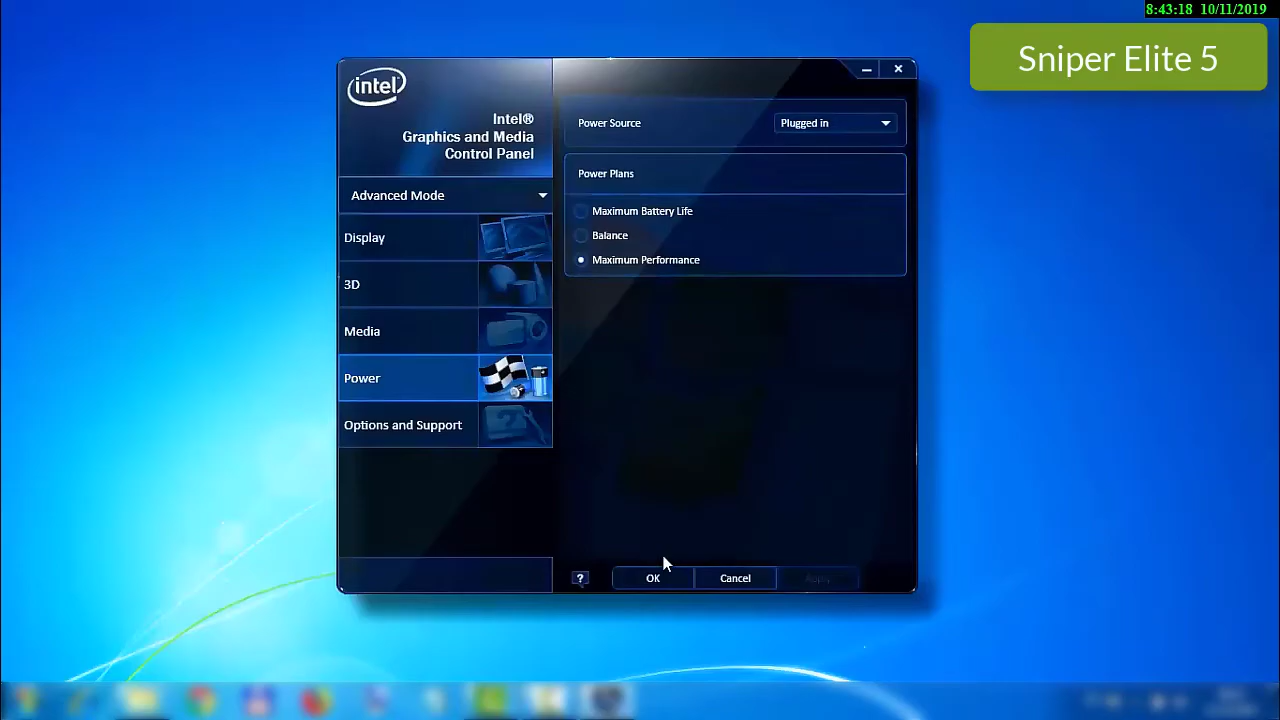 8:43:18 10/11/2019
Sniper Elite 5
intel
Intel®
Graphics and Media
Control Panel
Advanced Mode
Display
3D
Media
Power
Options and Support
Power Source
Plugged in
Power Plans
Maximum Battery Life
Balance
Maximum Performance
?
OK
Cancel
Apply